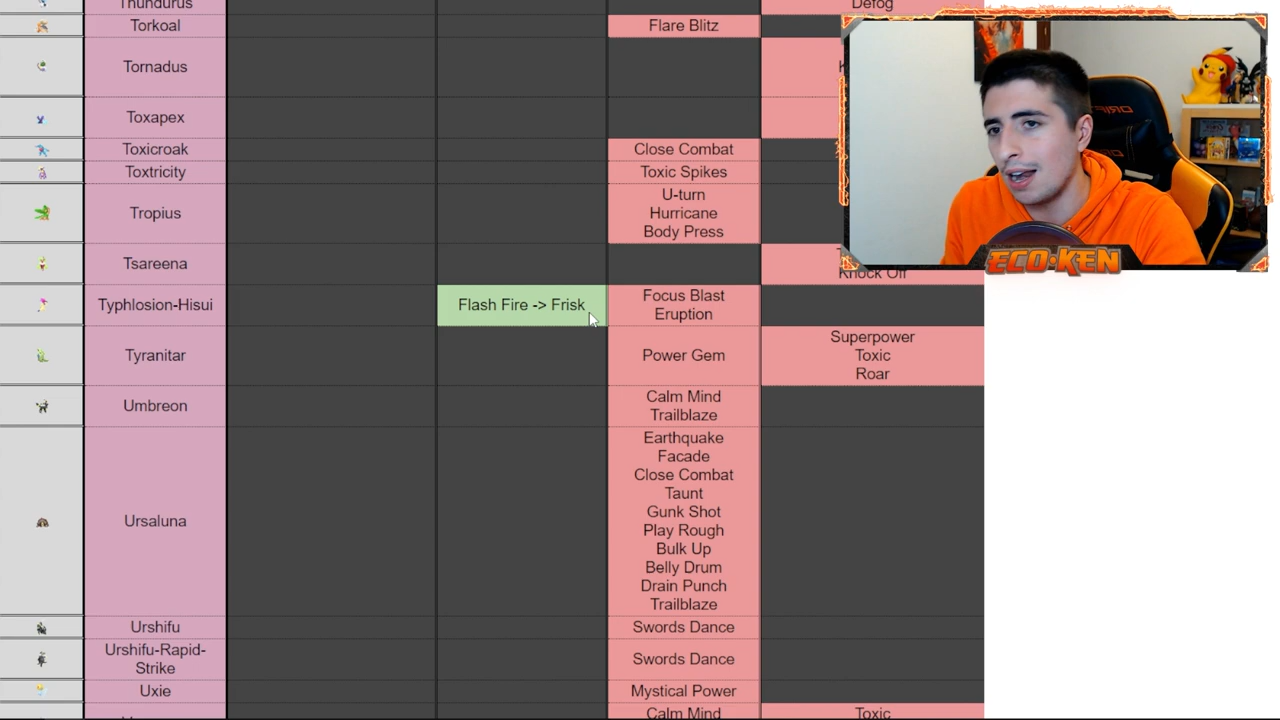 Thundurus
Defog
Torkoal
Flare Blitz
Tornadus
Toxapex
Toxicroak
Close Combat
Toxtricity
Toxic Spikes
Tropius
U-turn
Hurricane
Body Press
Tsareena
Knock Off
Typhlosion-Hisui
Flash Fire -> Frisk
Focus Blast
Eruption
Tyranitar
Power Gem
Superpower
Toxic
Roar
Umbreon
Calm Mind
Trailblaze
Ursaluna
Earthquake
Facade
Close Combat
Taunt
Gunk Shot
Play Rough
Bulk Up
Belly Drum
Drain Punch
Trailblaze
Urshifu
Swords Dance
Urshifu-Rapid-
Strike
Swords Dance
Uxie
Mystical Power
Calm Mind
Toxic
ECO·KEN